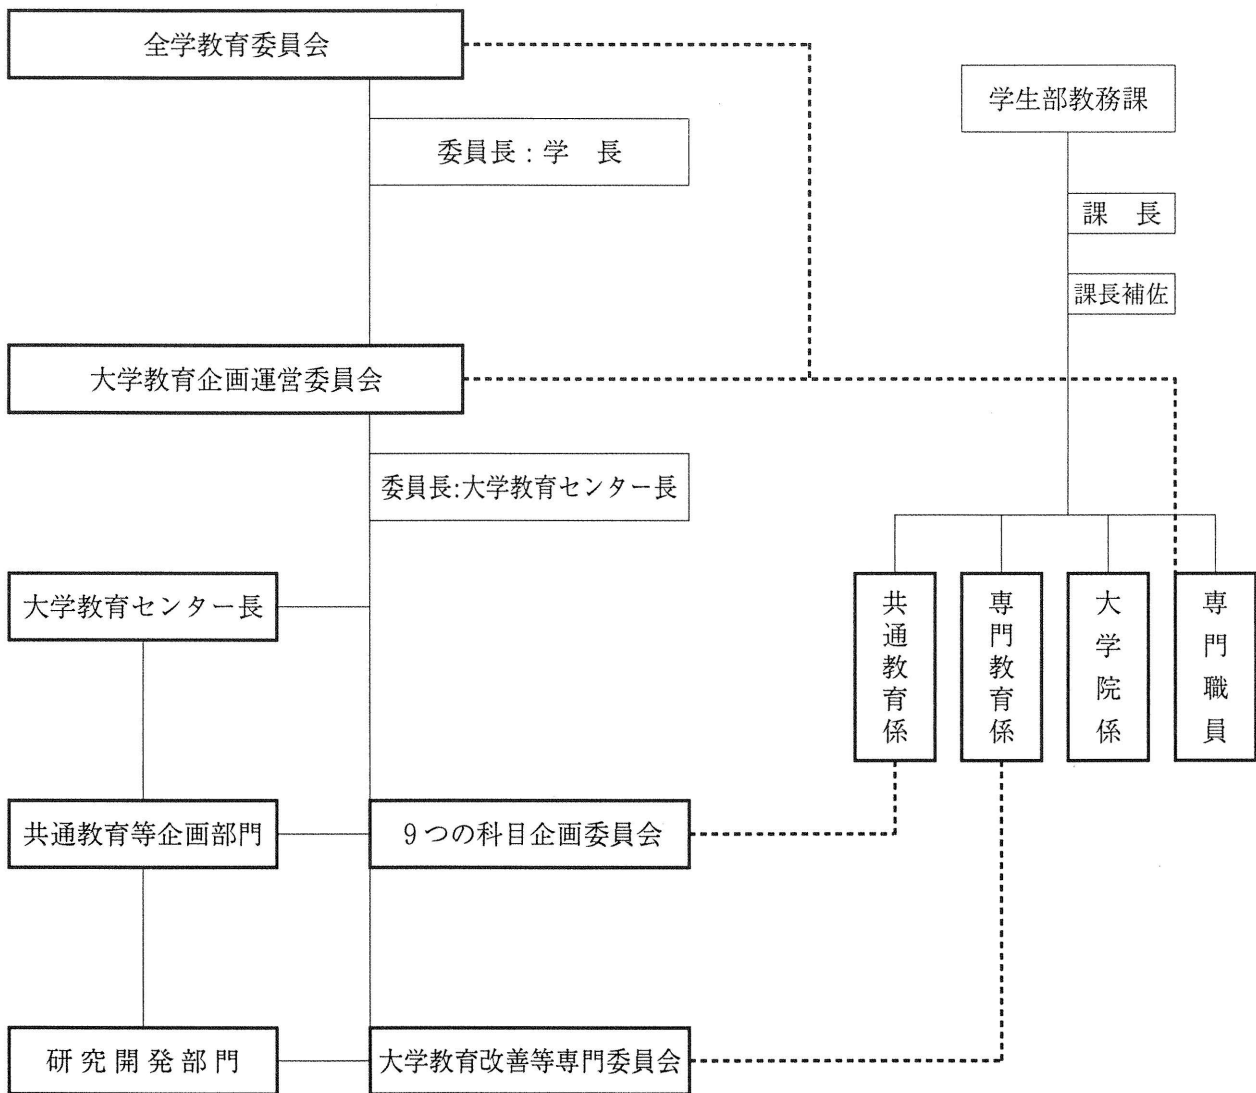 全学教育委員会
学生部教務課
委員長：学　長
課　長
課長補佐
大学教育企画運営委員会
委員長:大学教育センター長
大学教育センター長
共通教育係
専門教育係
大学院係
専門職員
共通教育等企画部門
9つの科目企画委員会
研究開発部門
大学教育改善等専門委員会